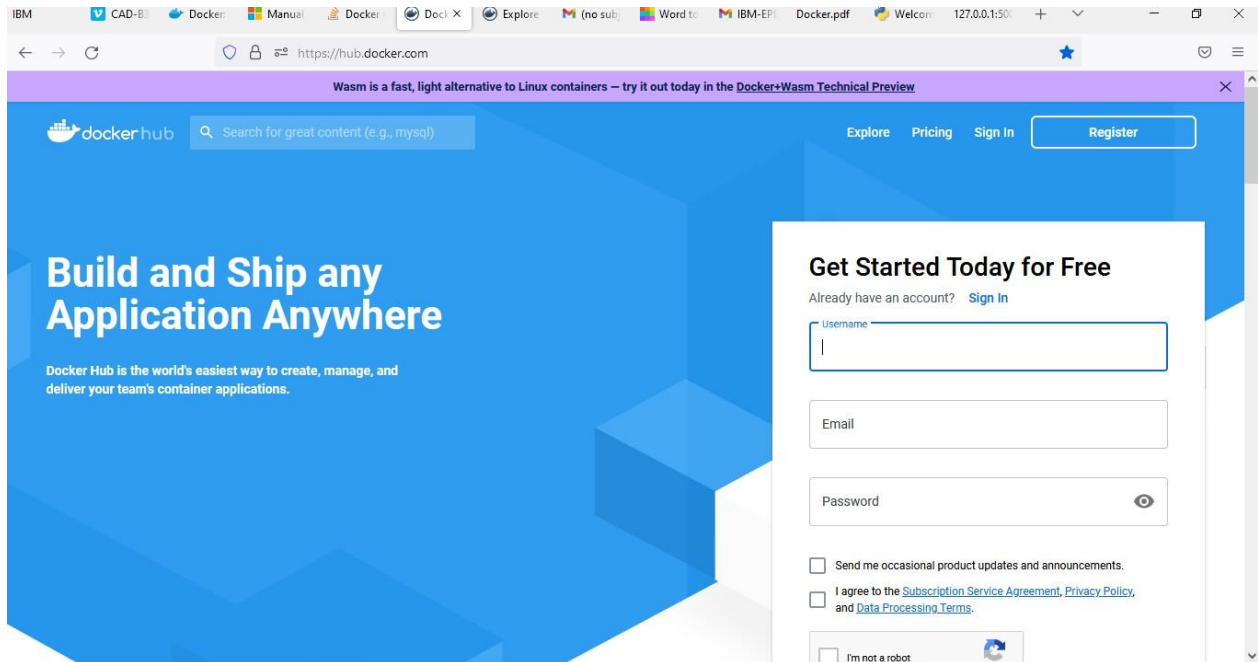 IBM
CAD-B3
Docker:
Manual
Docker
Dock
Explore
(no subj
Word to
IBM-EPI
Docker.pdf
Welcom
127.0.0.1:500
https://hub.docker.com
Wasm is a fast, light alternative to Linux containers — try it out today in the Docker+Wasm Technical Preview
dockerhub
Search for great content (e.g., mysql)
Explore
Pricing
Sign In
Register
Build and Ship any
Application Anywhere
Docker Hub is the world's easiest way to create, manage, and
deliver your team's container applications.
Get Started Today for Free
Already have an account? Sign In
Username
Email
Password
Send me occasional product updates and announcements.
I agree to the Subscription Service Agreement, Privacy Policy,
and Data Processing Terms.
I'm not a robot